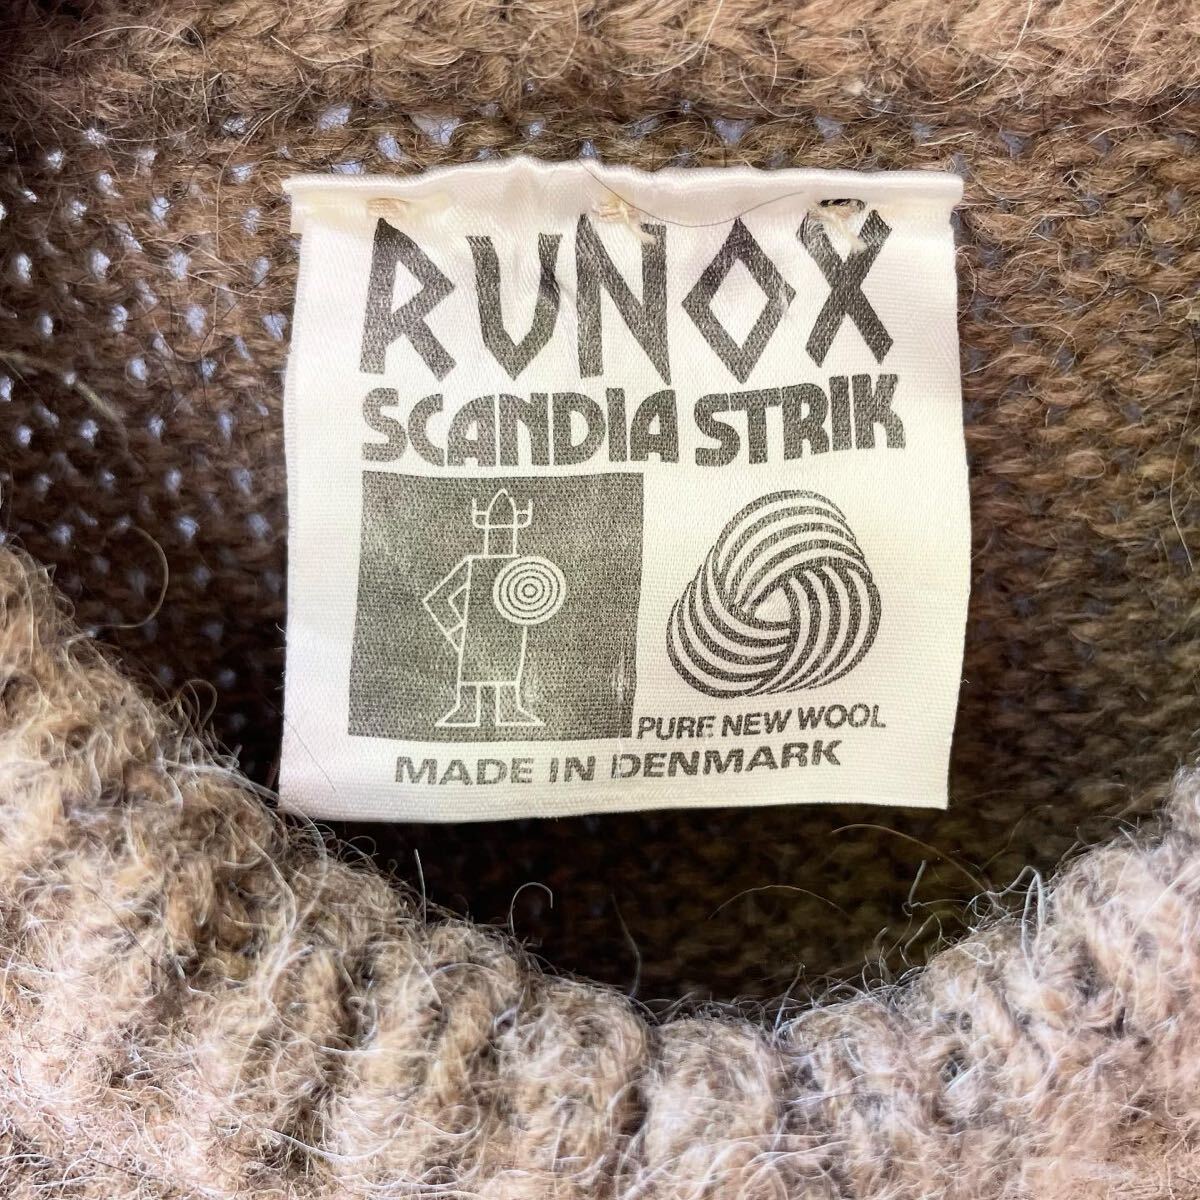 RUNOX
SCANDIA STRIK
PURE NEW WOOL
MADE IN DENMARK